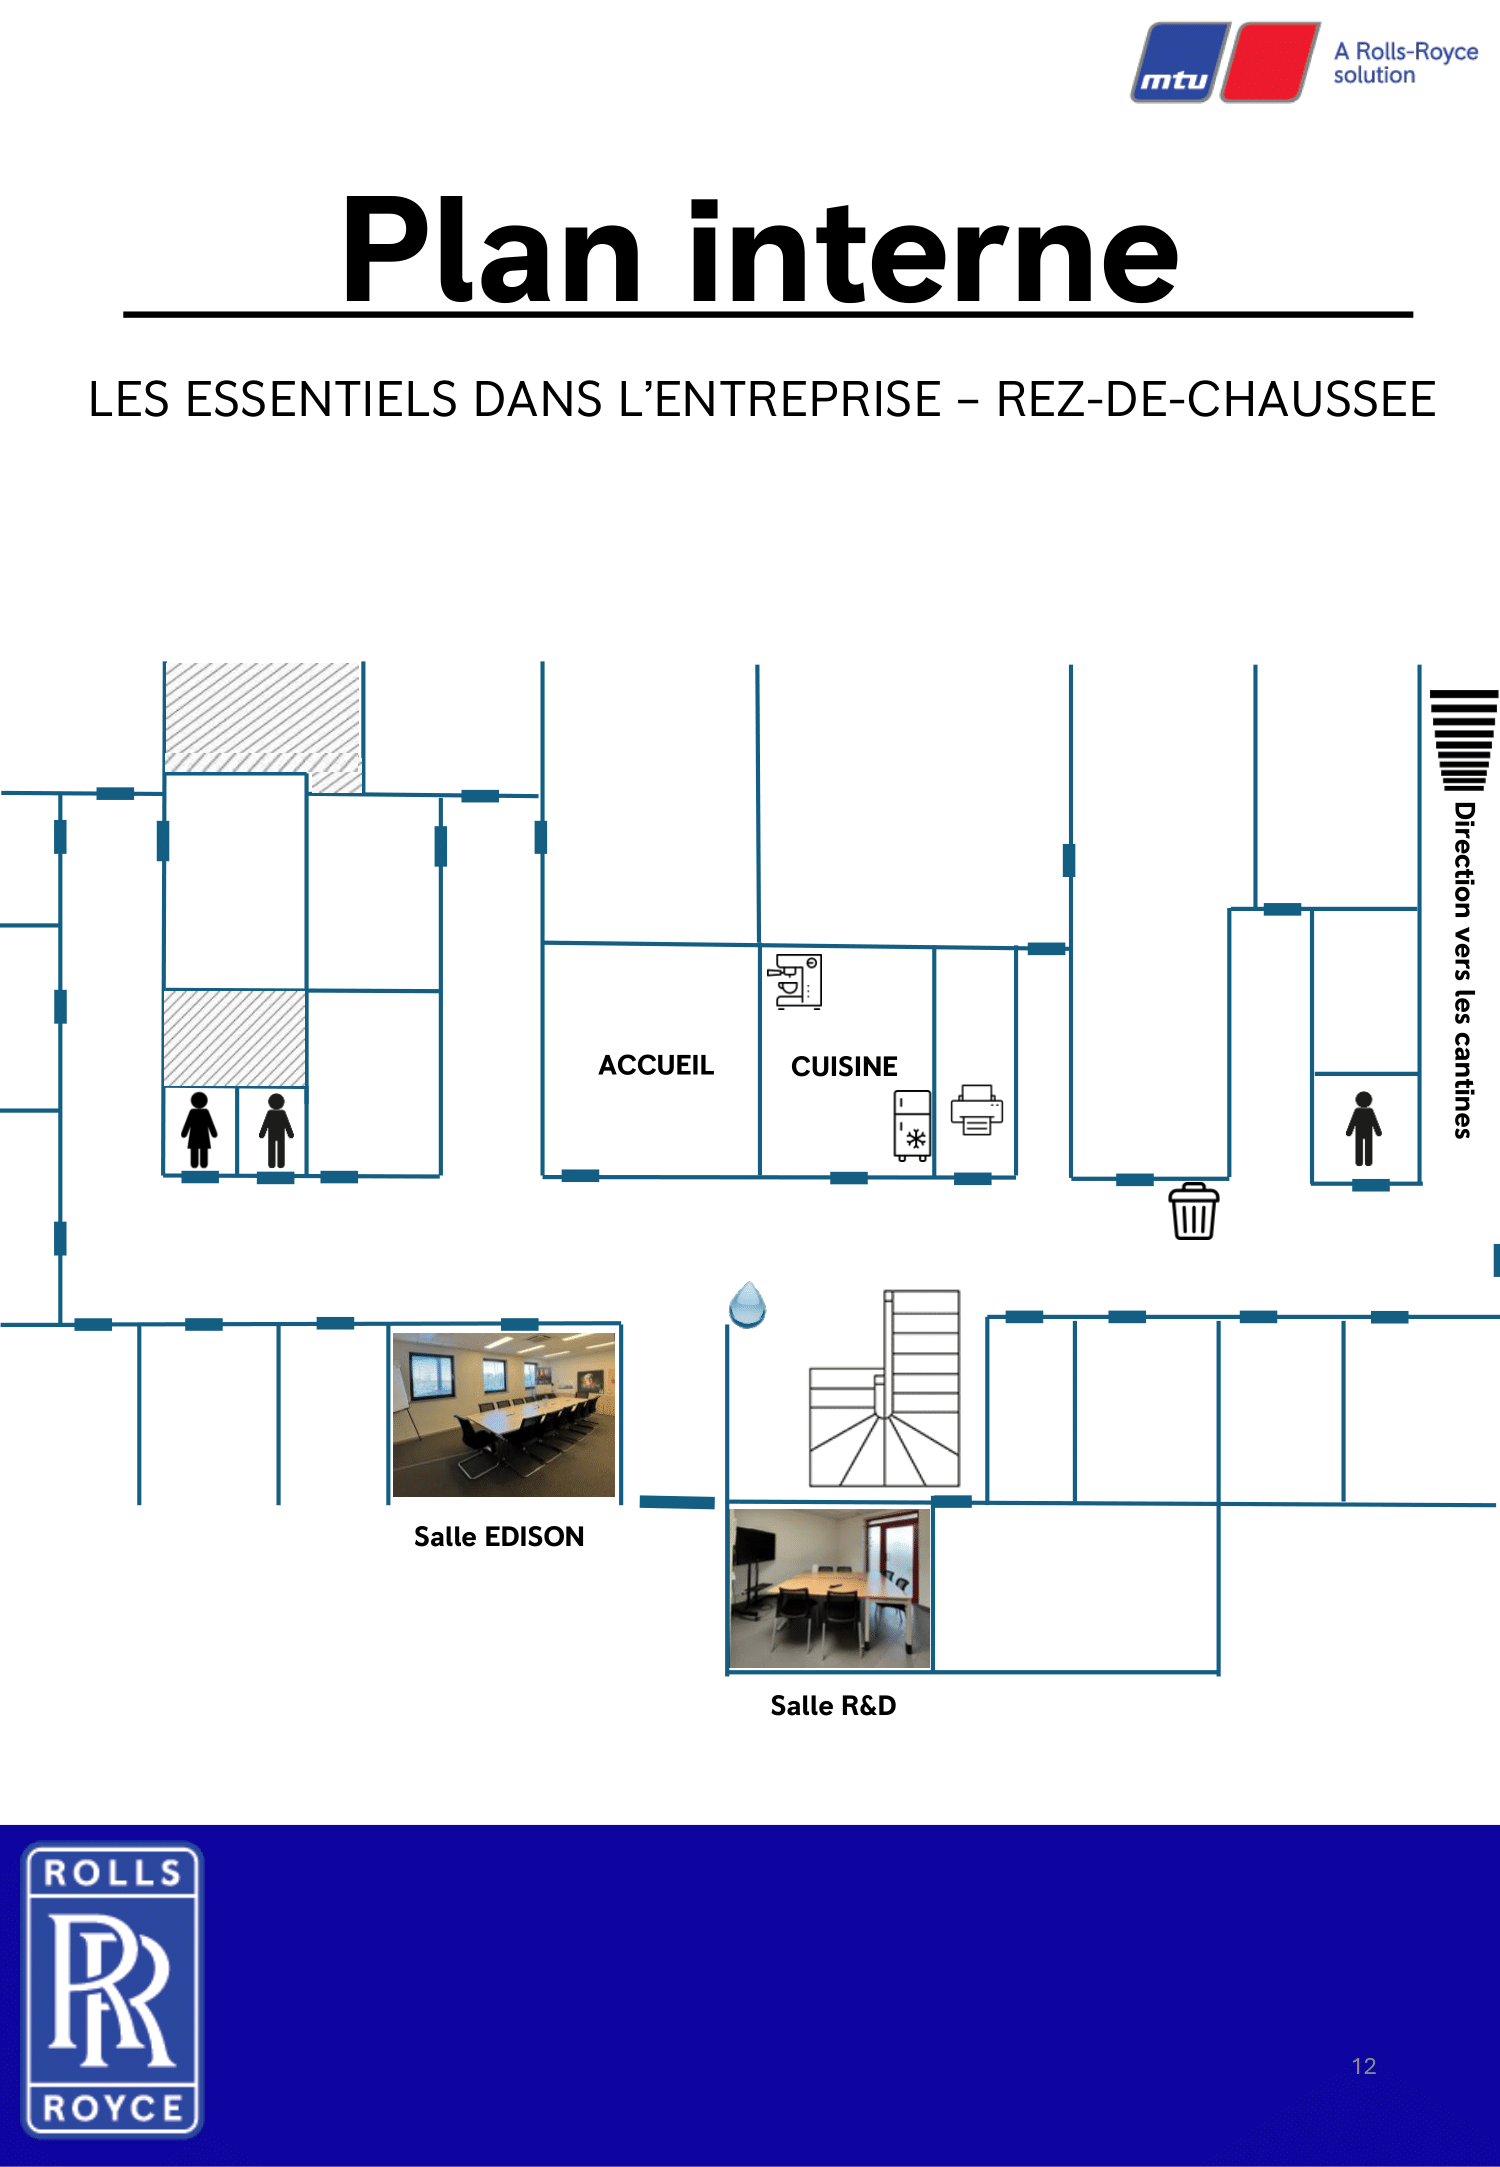 mtu
A Rolls-Royce
solution
Plan interne
LES ESSENTIELS DANS L’ENTREPRISE – REZ-DE-CHAUSSEE
Direction vers les cantines
ACCUEIL
CUISINE
Salle EDISON
Salle R&D
ROLLS
RR
ROYCE
12